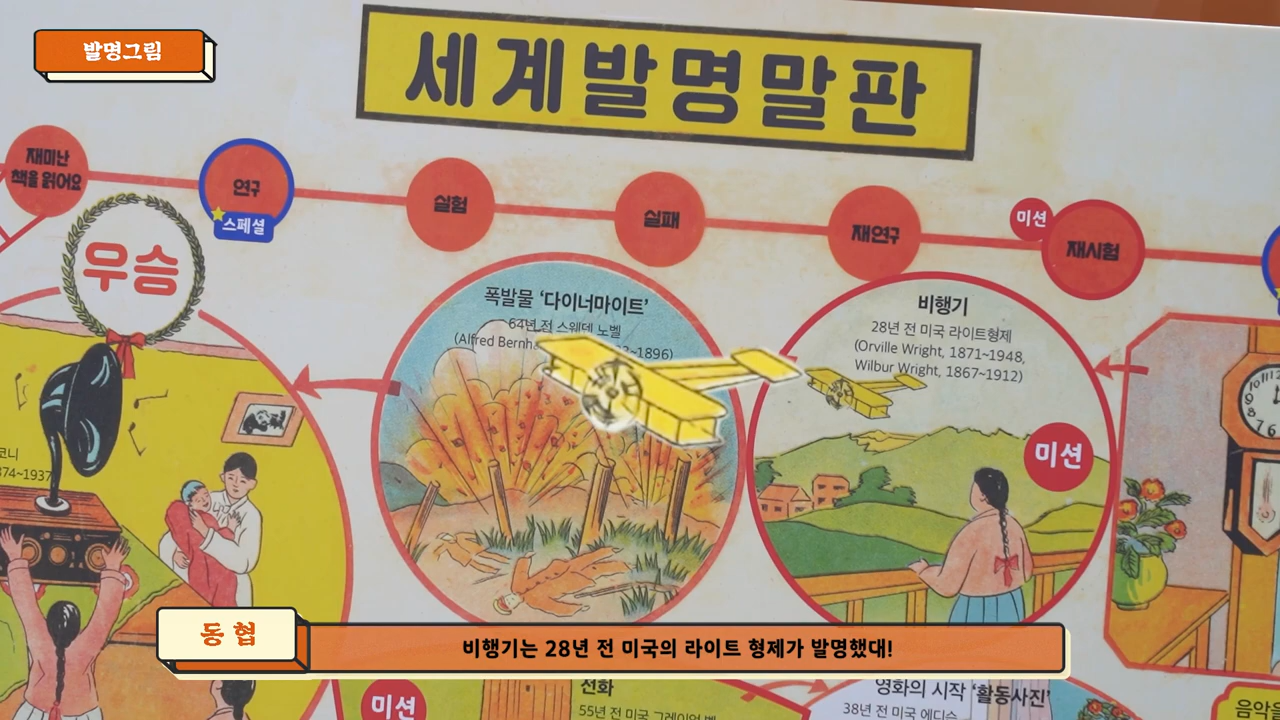 발명그림
세계발명말판
재미난
책을 읽어요
연구
스페셜
실험
실패
재연구
미션
재시험
우승
폭발물 ‘다이너마이트’
64년 전 스웨덴 노벨
(Alfred ~1896)
비행기
28년 전 미국 라이트형제
(Orville Wright, 1871~1948,
Wilbur Wright, 1867~1912)
미션
코니
874~1937
동협
비행기는 28년 전 미국의 라이트 형제가 발명했대!
미션
전화
55년 전 미국
영화의 시작 ‘활동사진’
38년 전 미국 에디슨
음악을